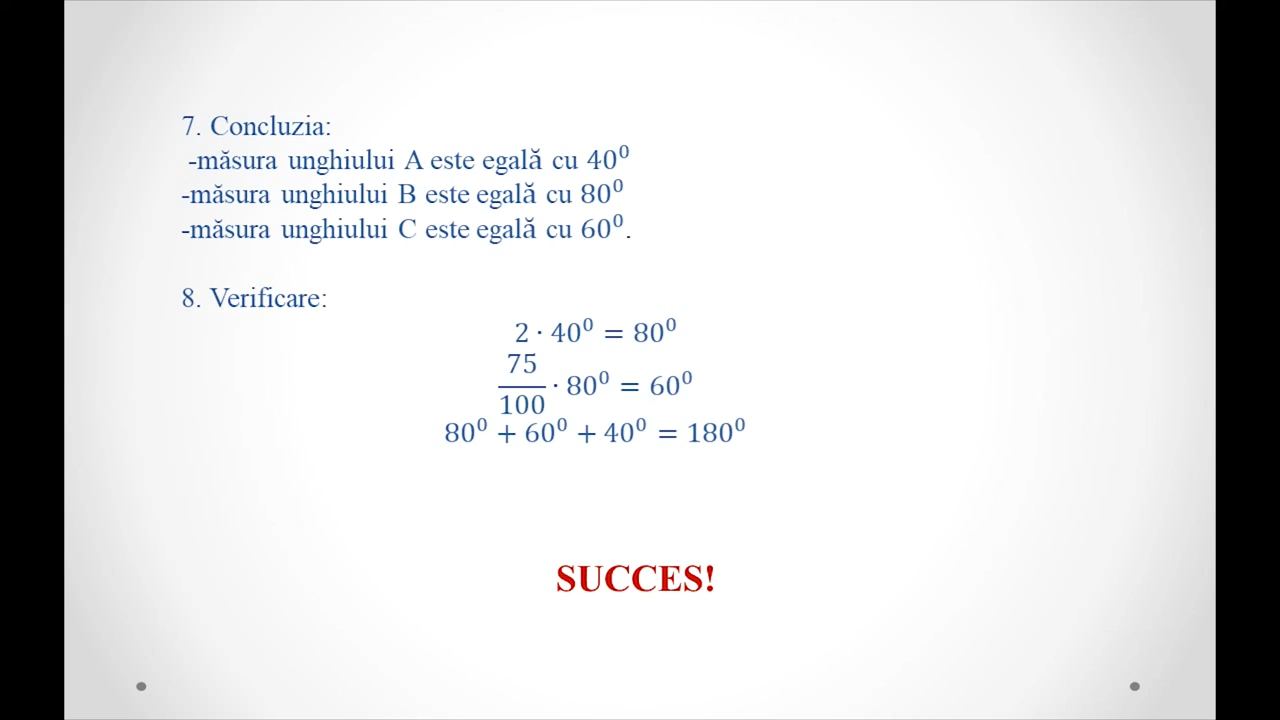 7. Concluzia:
-măsura unghiului A este egală cu 40⁰
-măsura unghiului B este egală cu 80⁰
-măsura unghiului C este egală cu 60⁰.
8. Verificare:
2 · 40⁰ = 80⁰
75/100 · 80⁰ = 60⁰
80⁰ + 60⁰ + 40⁰ = 180⁰
SUCCES!